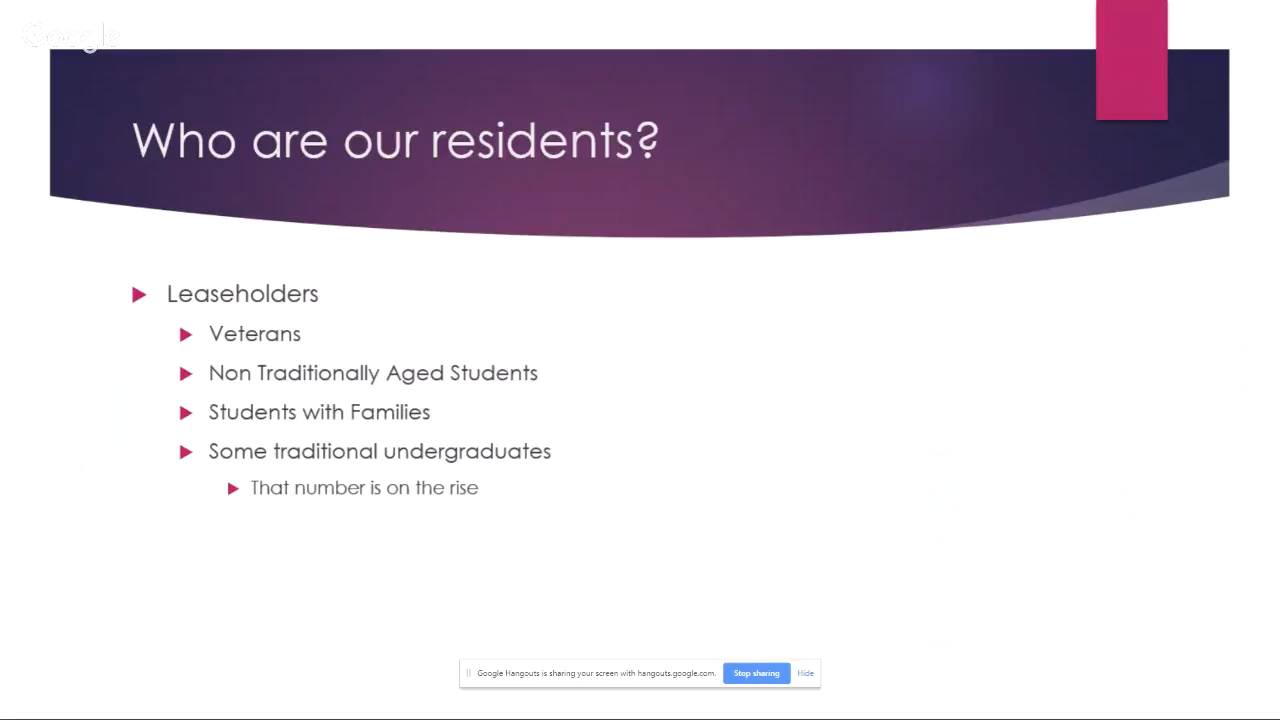 Google
Who are our residents?
Leaseholders
Veterans
Non Traditionally Aged Students
Students with Families
Some traditional undergraduates
That number is on the rise
Google Hangouts is sharing your screen with hangouts.google.com. Stop sharing Hide